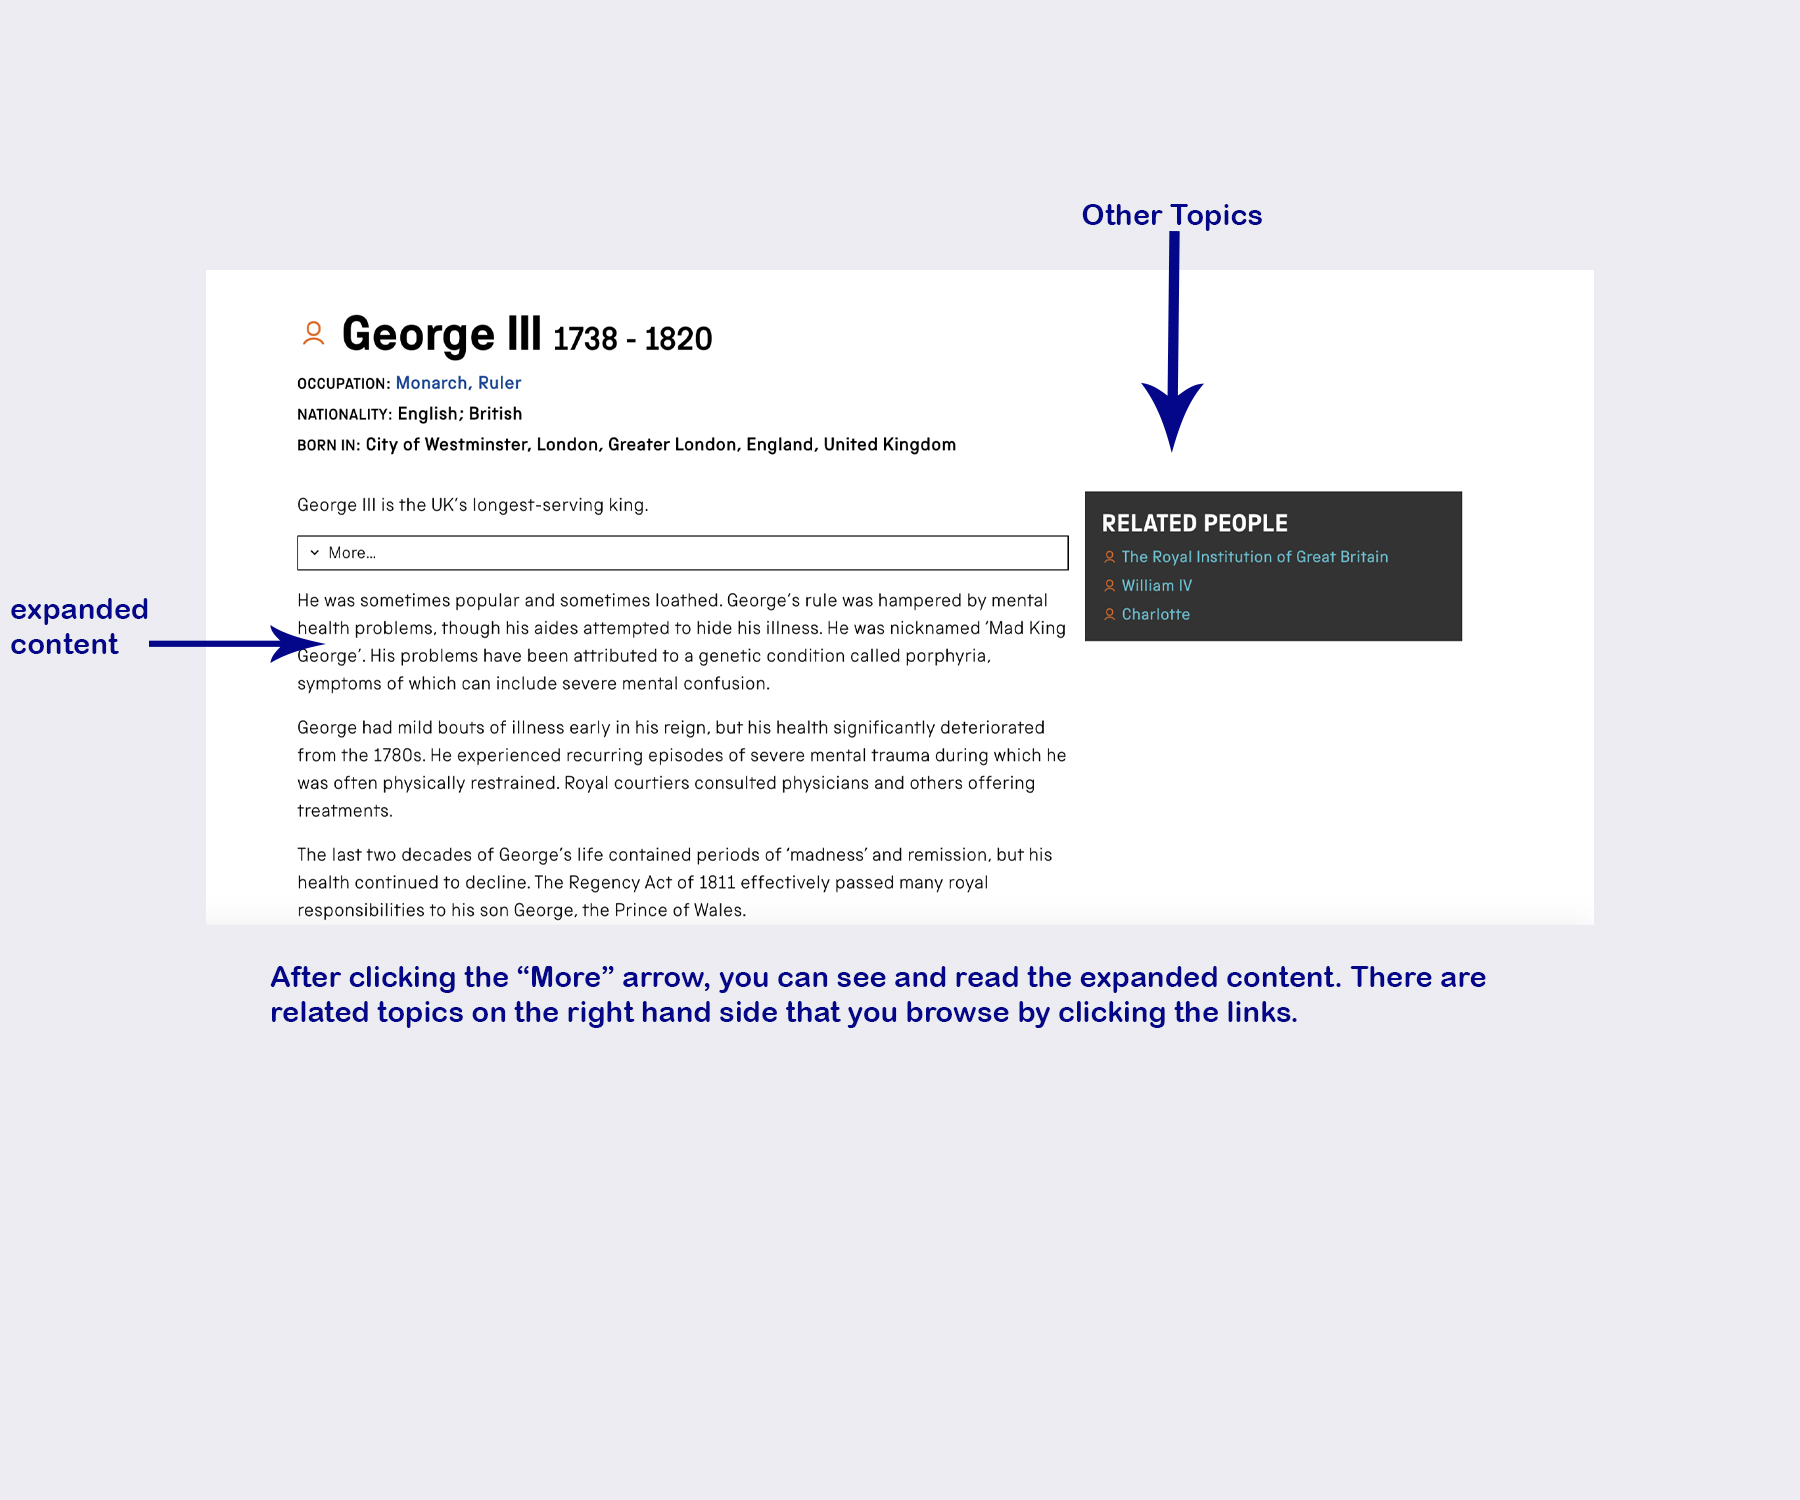 Other Topics
George III 1738 - 1820
OCCUPATION: Monarch, Ruler
NATIONALITY: English; British
BORN IN: City of Westminster, London, Greater London, England, United Kingdom
George III is the UK’s longest-serving king.
More...
RELATED PEOPLE
The Royal Institution of Great Britain
William IV
Charlotte
expanded
content
He was sometimes popular and sometimes loathed. George’s rule was hampered by mental
health problems, though his aides attempted to hide his illness. He was nicknamed ‘Mad King
George’. His problems have been attributed to a genetic condition called porphyria,
symptoms of which can include severe mental confusion.
George had mild bouts of illness early in his reign, but his health significantly deteriorated
from the 1780s. He experienced recurring episodes of severe mental trauma during which he
was often physically restrained. Royal courtiers consulted physicians and others offering
treatments.
The last two decades of George’s life contained periods of ‘madness’ and remission, but his
health continued to decline. The Regency Act of 1811 effectively passed many royal
responsibilities to his son George, the Prince of Wales.
After clicking the “More” arrow, you can see and read the expanded content. There are
related topics on the right hand side that you browse by clicking the links.